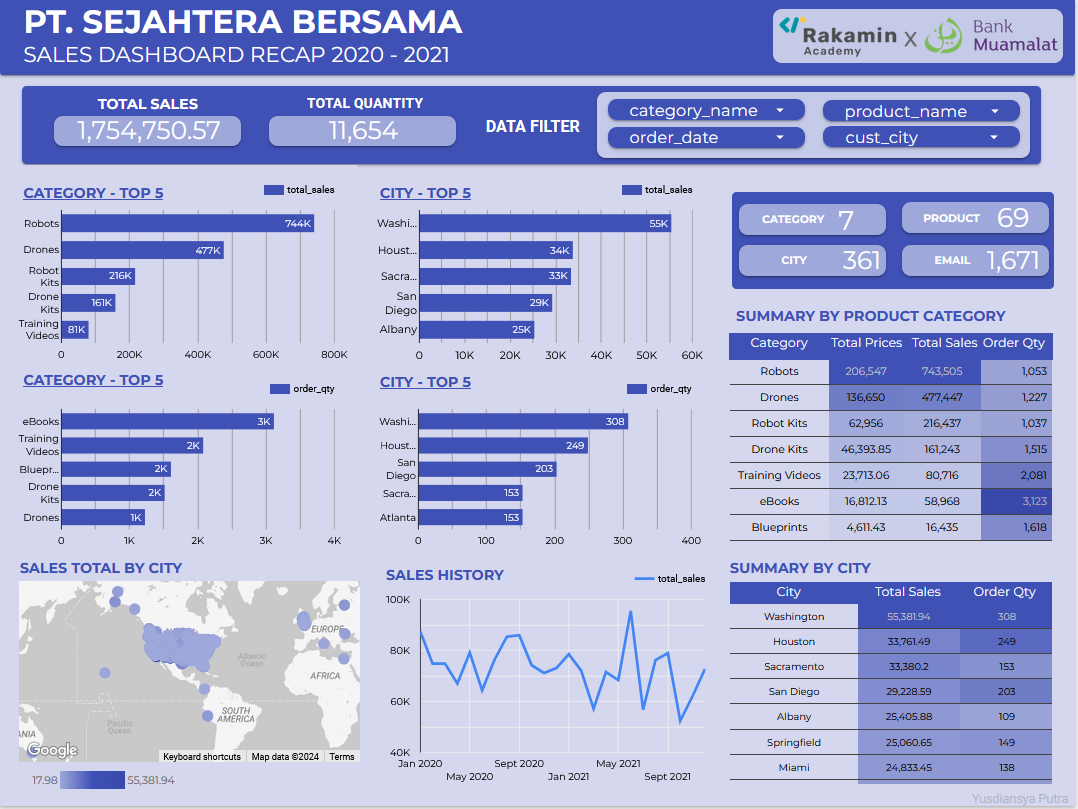 PT. SEJAHTERA BERSAMA
SALES DASHBOARD RECAP 2020 - 2021
Rakamin Academy X Bank Muamalat
TOTAL SALES
1,754,750.57
TOTAL QUANTITY
11,654
DATA FILTER
category_name
product_name
order_date
cust_city
CATEGORY - TOP 5
total_sales
Robots 744K
Drones 477K
Robot Kits 216K
Drone Kits 161K
Training Videos 81K
0 200K 400K 600K 800K
CITY - TOP 5
total_sales
Washi... 55K
Houst... 34K
Sacra... 33K
San Diego 29K
Albany 25K
0 10K 20K 30K 40K 50K 60K
CATEGORY 7
PRODUCT 69
CITY 361
EMAIL 1,671
CATEGORY - TOP 5
order_qty
eBooks 3K
Training Videos 2K
Bluepr... 2K
Drone Kits 2K
Drones 1K
0 1K 2K 3K 4K
CITY - TOP 5
order_qty
Washi... 308
Houst... 249
San Diego 203
Sacra... 153
Atlanta 153
0 100 200 300 400
SUMMARY BY PRODUCT CATEGORY
Category Total Prices Total Sales Order Qty
Robots 206,547 743,505 1,053
Drones 136,650 477,447 1,227
Robot Kits 62,956 216,437 1,037
Drone Kits 46,393.85 161,243 1,515
Training Videos 23,713.06 80,716 2,081
eBooks 16,812.13 58,968 3,123
Blueprints 4,611.43 16,435 1,618
SALES TOTAL BY CITY
EUROPE
Atlantic Ocean
AFRICA
SOUTH AMERICA
Pacific Ocean
ANIA
Google
Keyboard shortcuts Map data ©2024 Terms
17.98 55,381.94
SALES HISTORY
total_sales
100K
80K
60K
40K
Jan 2020 May 2020 Sept 2020 Jan 2021 May 2021 Sept 2021
SUMMARY BY CITY
City Total Sales Order Qty
Washington 55,381.94 308
Houston 33,761.49 249
Sacramento 33,380.2 153
San Diego 29,228.59 203
Albany 25,405.88 109
Springfield 25,060.65 149
Miami 24,833.45 138
Yusdiansya Putra